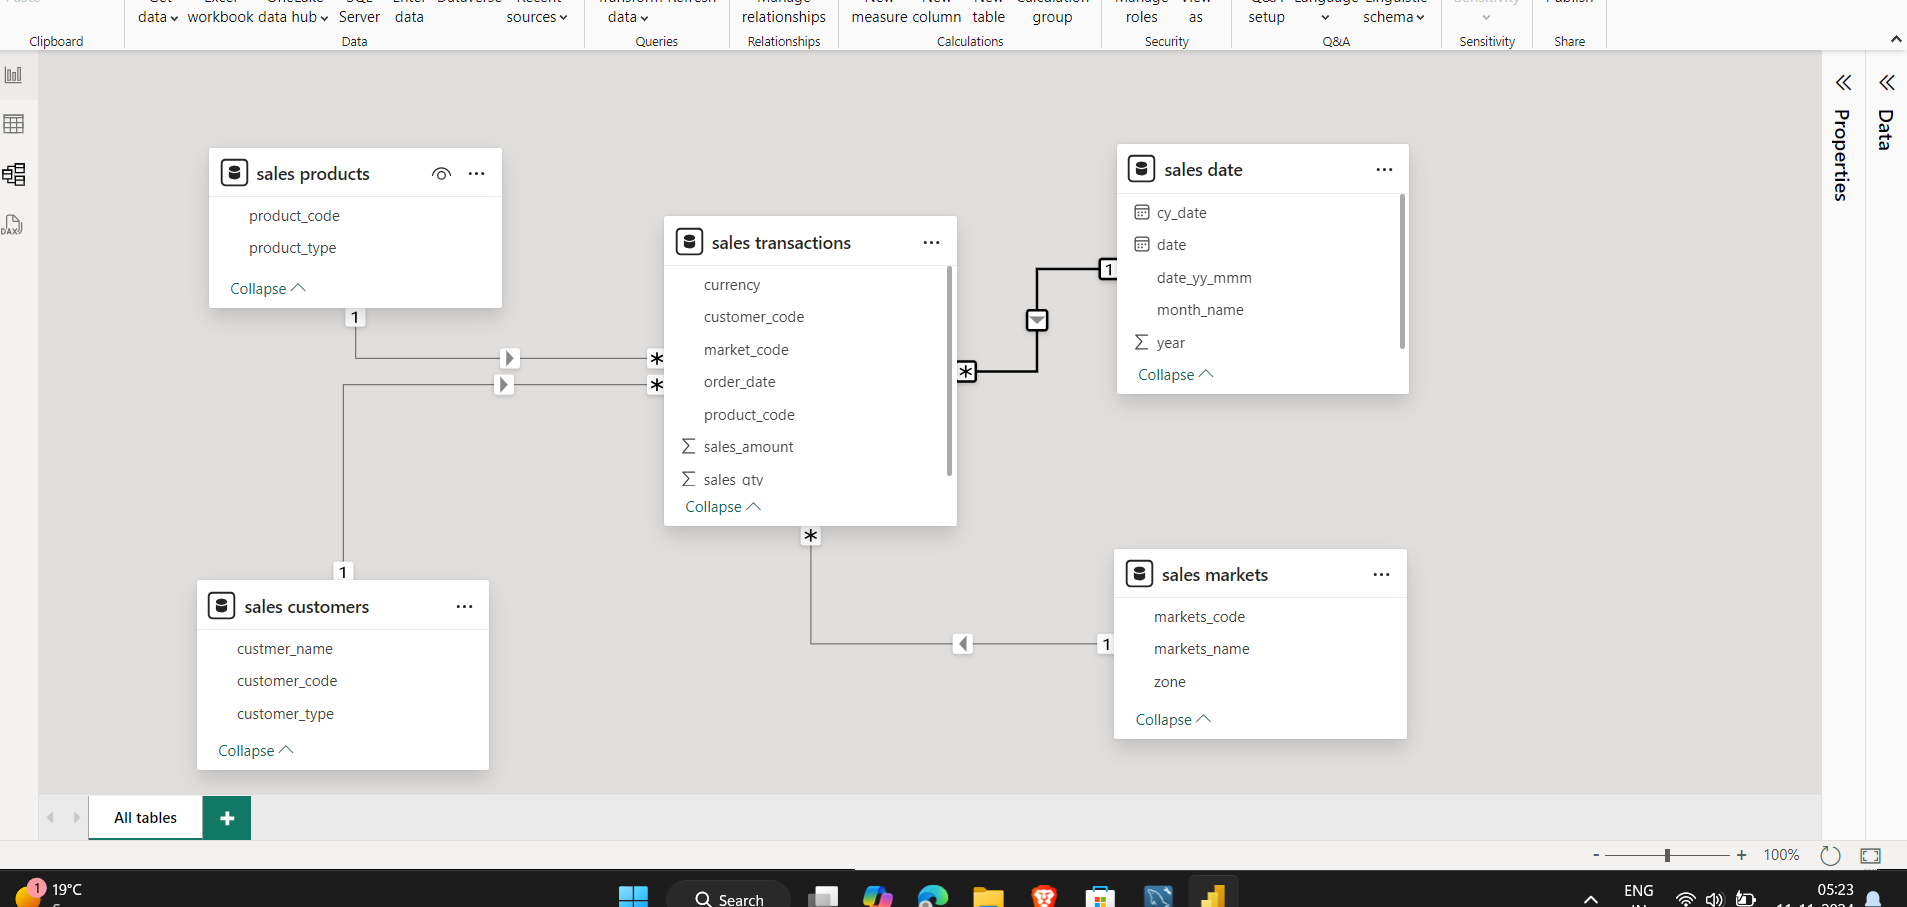 data
workbook
data hub
Server
data
sources
data
relationships
measure
column
table
group
roles
as
setup
schema
Clipboard
Data
Queries
Relationships
Calculations
Security
Q&A
Sensitivity
Share
sales products
product_code
product_type
Collapse
1
*
*
1
sales customers
custmer_name
customer_code
customer_type
Collapse
sales transactions
currency
customer_code
market_code
order_date
product_code
sales_amount
sales_qty
Collapse
*
*
1
sales date
cy_date
date
date_yy_mmm
month_name
year
Collapse
1
sales markets
markets_code
markets_name
zone
Collapse
Properties
Data
DAX
All tables
+
- + 100%
1
19°C
Search
ENG
05:23